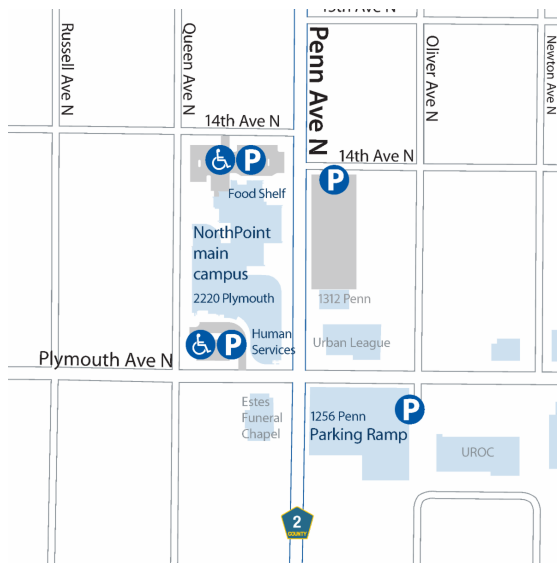 15th Ave N
Russell Ave N
Queen Ave N
Penn Ave N
Oliver Ave N
Newton Ave N
14th Ave N
14th Ave N
P
P
Food Shelf
NorthPoint
main
campus
2220 Plymouth
1312 Penn
P
Human
Services
Urban League
Plymouth Ave N
Estes
Funeral
Chapel
1256 Penn
Parking Ramp
P
UROC
2
COUNTY